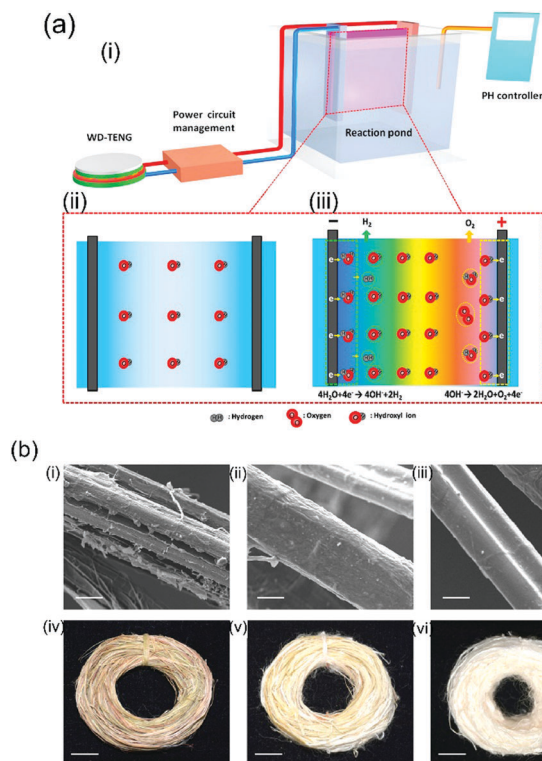 (a)
(i)
WD-TENG
Power circuit
management
Reaction pond
PH controller
(ii)
(iii)
−
H₂
O₂
+
4H₂O+4e⁻→ 4OH⁻+2H₂
4OH⁻→ 2H₂O+O₂+4e⁻
: Hydrogen
: Oxygen
: Hydroxyl ion
(b)
(i)
(ii)
(iii)
(iv)
(v)
(vi)